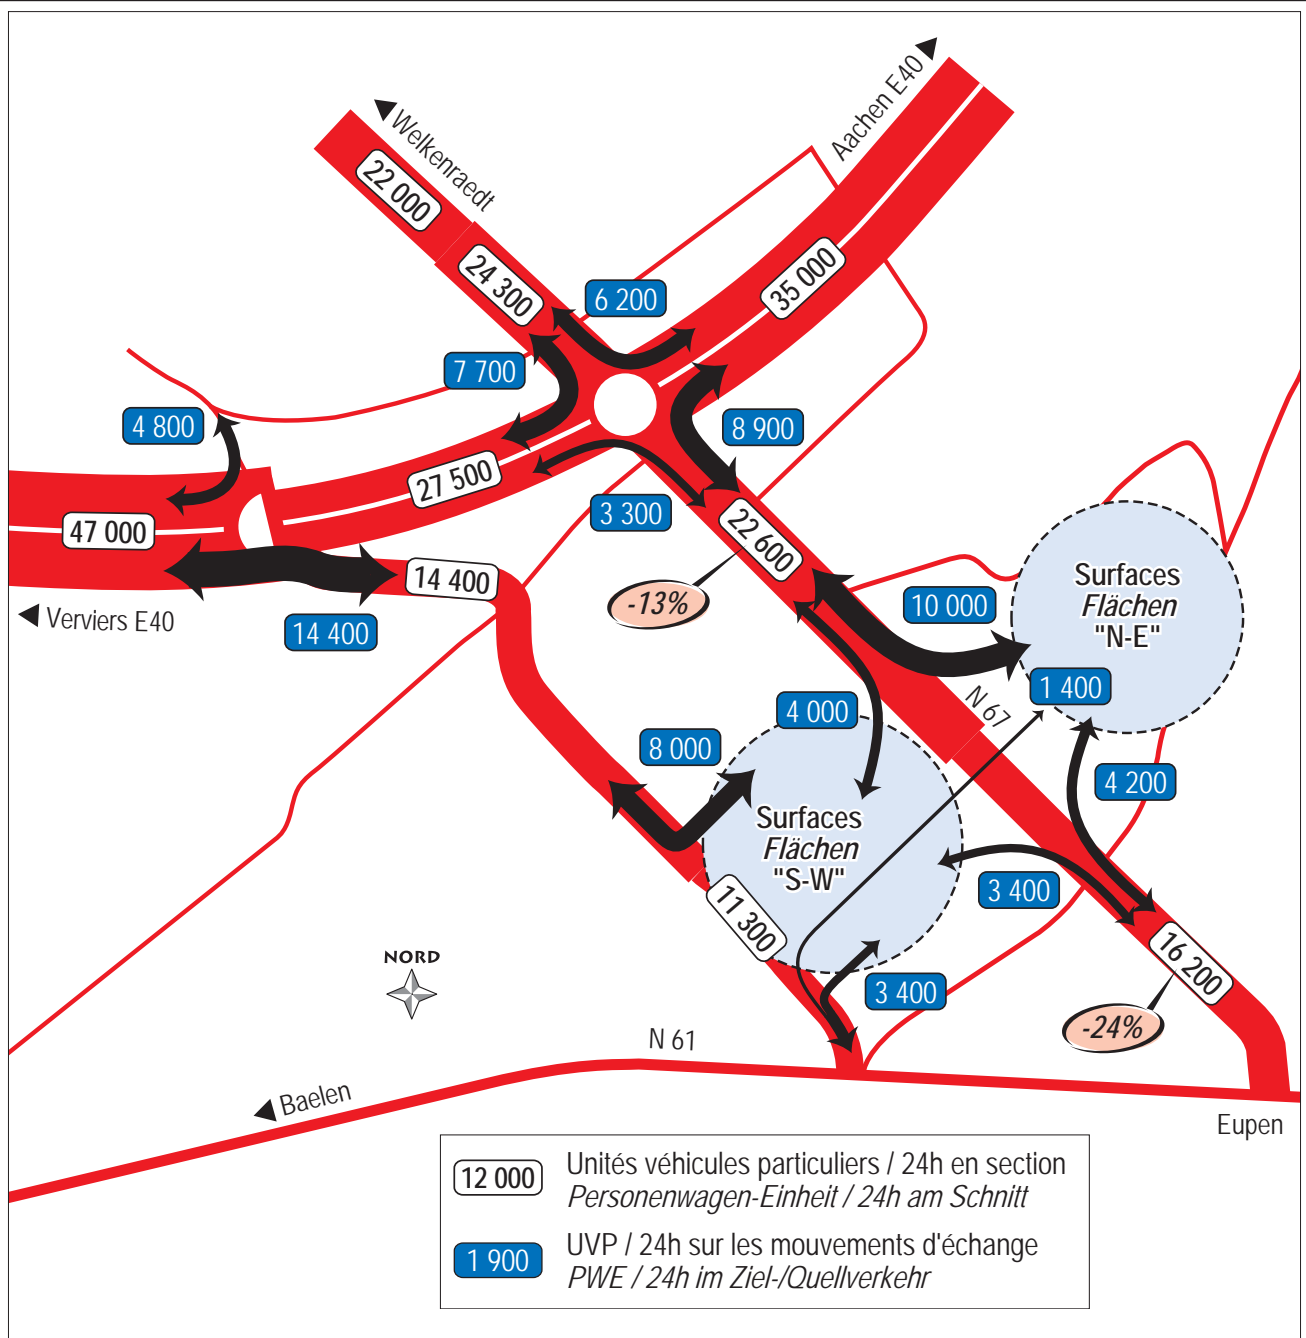 Aachen E40
Welkenraedt
22 000
24 300
6 200
35 000
7 700
4 800
8 900
27 500
3 300
47 000
22 600
14 400
Surfaces
Flächen
"N-E"
-13%
10 000
Verviers E40
14 400
1 400
N 67
4 000
8 000
4 200
Surfaces
Flächen
"S-W"
3 400
11 300
NORD
16 200
3 400
-24%
N 61
Baelen
Eupen
12 000
Unités véhicules particuliers / 24h en section
Personenwagen-Einheit / 24h am Schnitt
1 900
UVP / 24h sur les mouvements d'échange
PWE / 24h im Ziel-/Quellverkehr